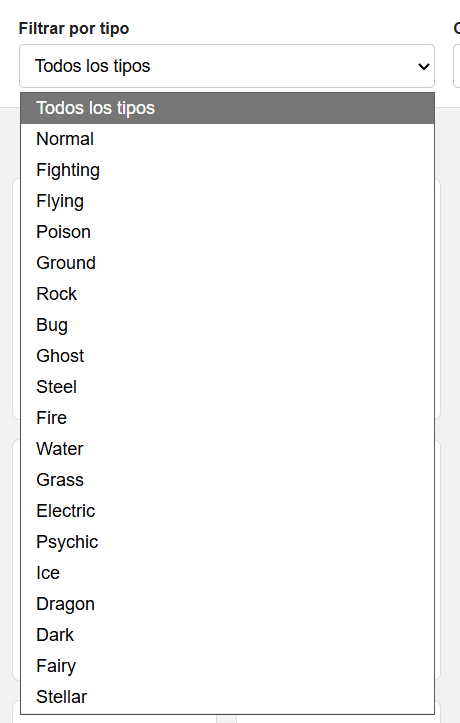 Filtrar por tipo
Todos los tipos
Todos los tipos
Normal
Fighting
Flying
Poison
Ground
Rock
Bug
Ghost
Steel
Fire
Water
Grass
Electric
Psychic
Ice
Dragon
Dark
Fairy
Stellar